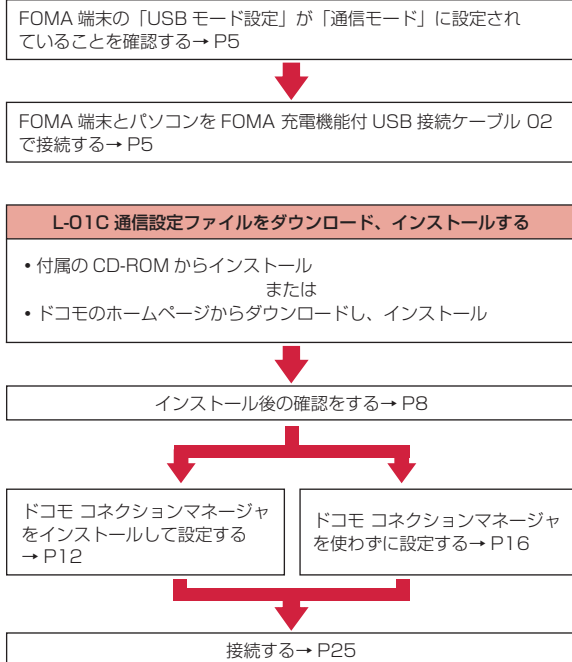 FOMA 端末の「USB モード設定」が「通信モード」に設定され
ていることを確認する→ P5
FOMA 端末とパソコンを FOMA 充電機能付 USB 接続ケーブル 02
で接続する→ P5
L-01C 通信設定ファイルをダウンロード、インストールする
• 付属の CD-ROM からインストール
または
• ドコモのホームページからダウンロードし、インストール
インストール後の確認をする→ P8
ドコモ コネクションマネージャ
をインストールして設定する
→ P12
ドコモ コネクションマネージャ
を使わずに設定する→ P16
接続する→ P25